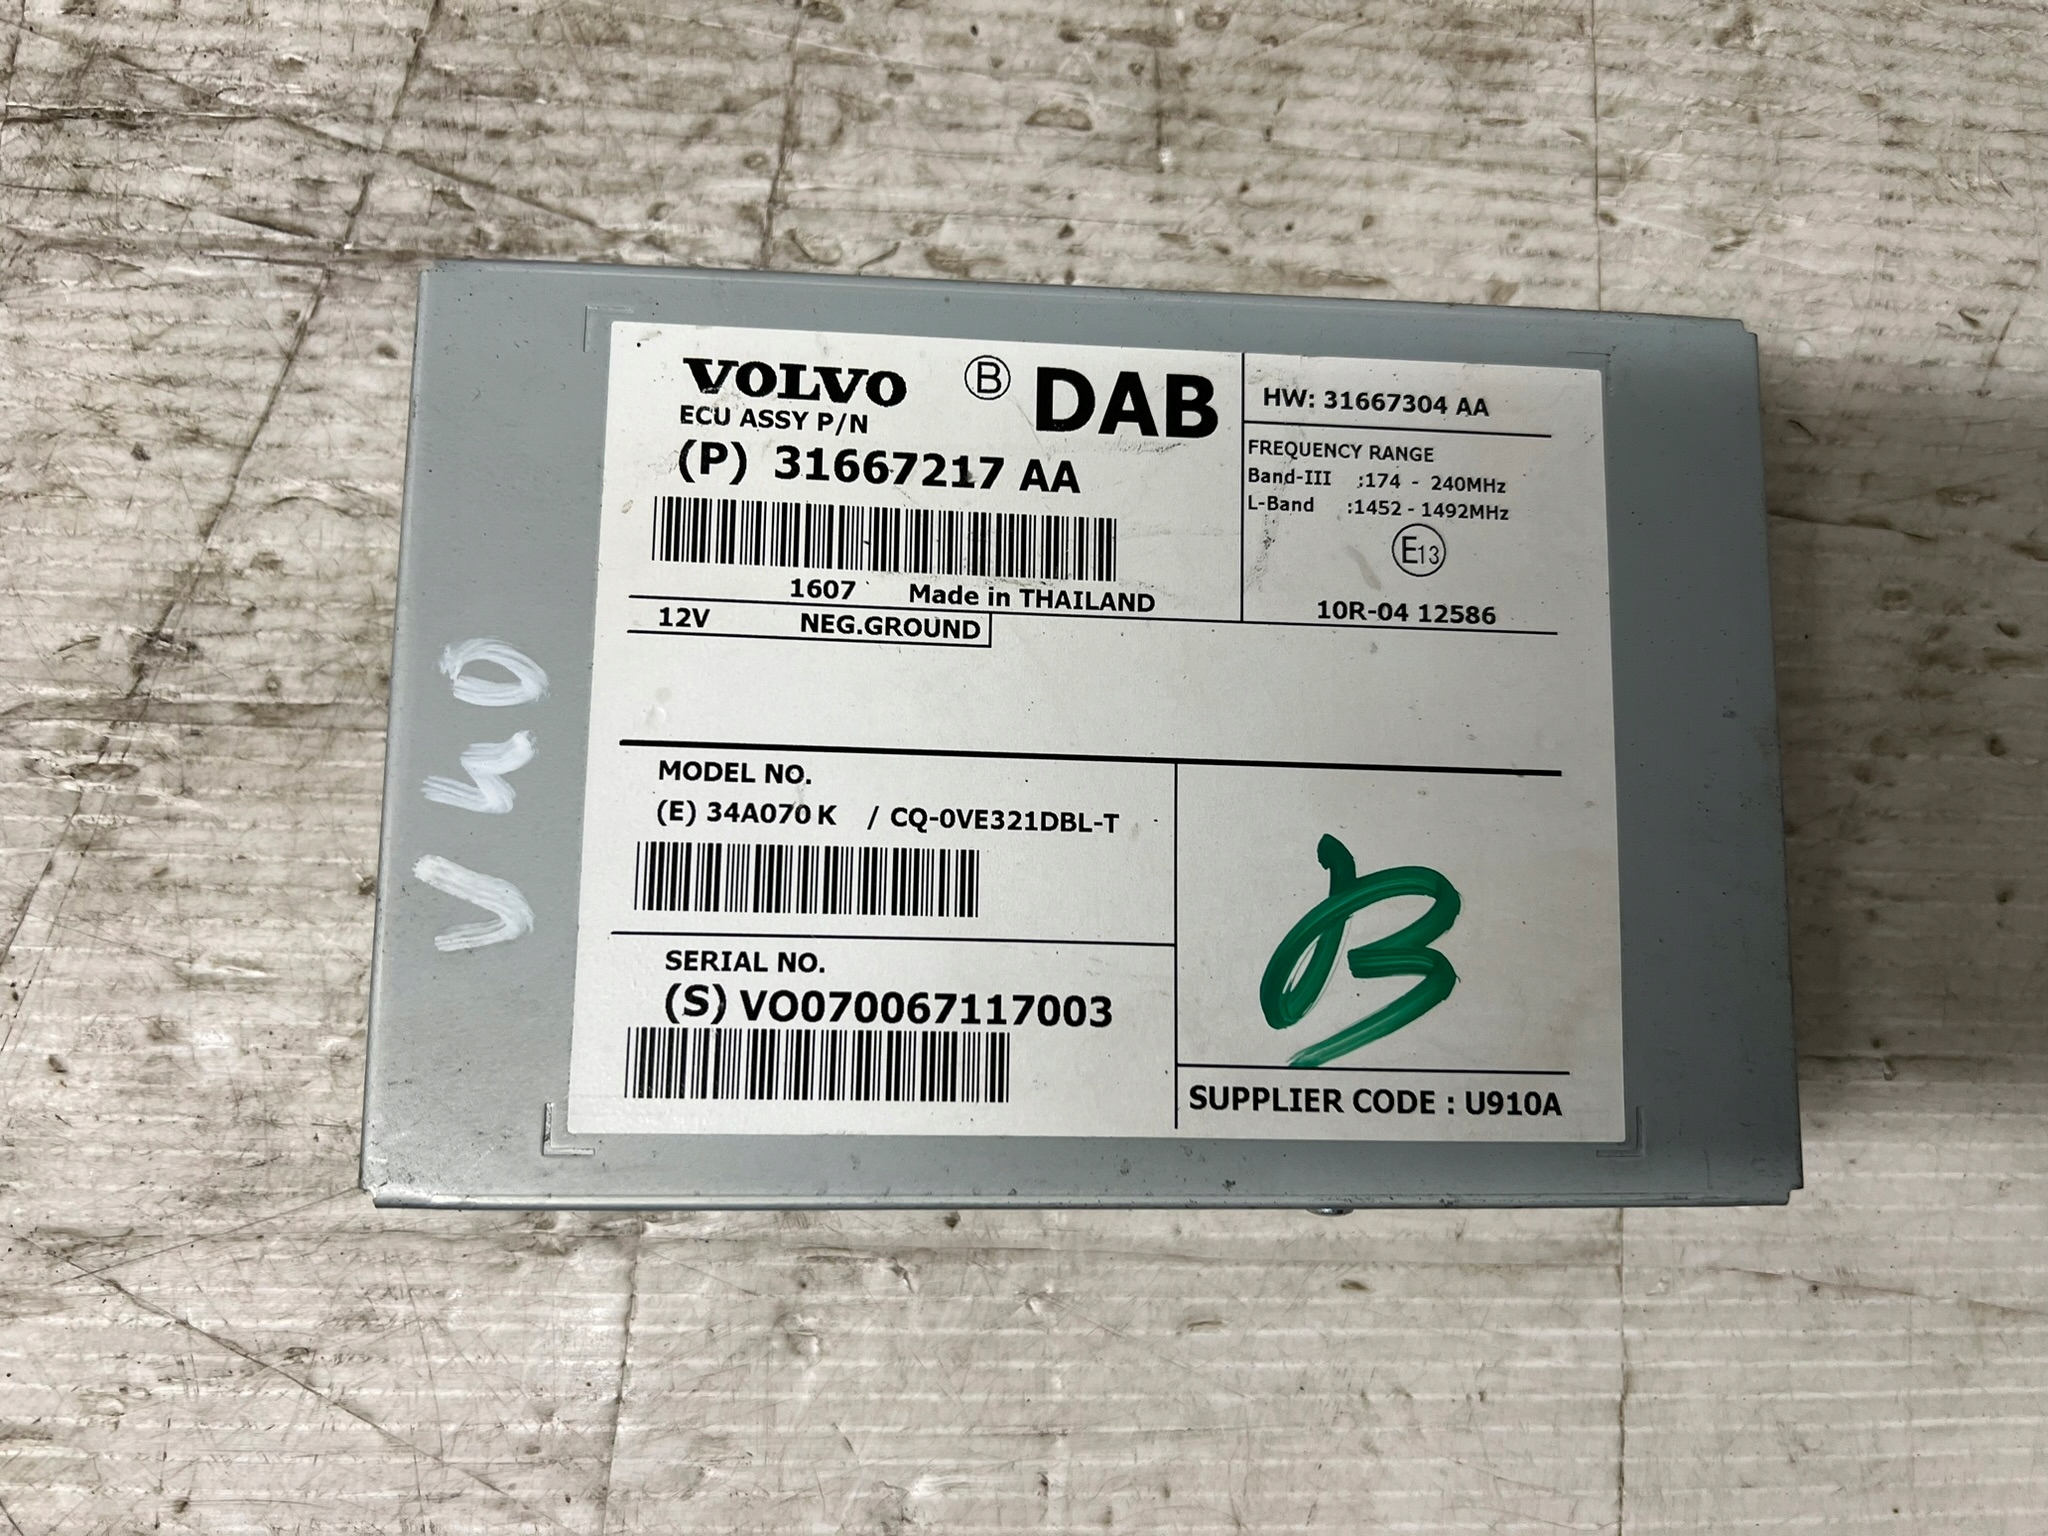 VOLVO Ⓑ DAB
ECU ASSY P/N
(P) 31667217 AA
1607 Made in THAILAND
12V NEG.GROUND
HW: 31667304 AA
FREQUENCY RANGE
Band-III :174 - 240MHz
L-Band :1452 - 1492MHz
E13
10R-04 12586
MODEL NO.
(E) 34A070 K / CQ-0VE321DBL-T
SERIAL NO.
(S) VO070067117003
B
SUPPLIER CODE : U910A
V40